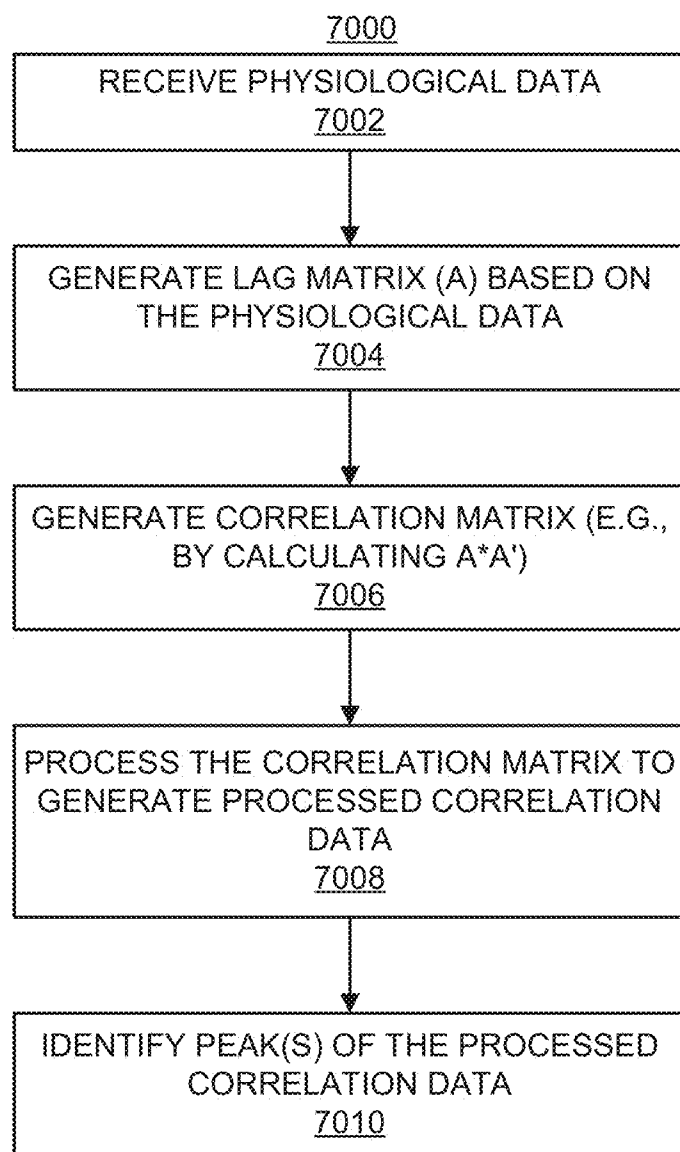 7000
RECEIVE PHYSIOLOGICAL DATA
7002
GENERATE LAG MATRIX (A) BASED ON
THE PHYSIOLOGICAL DATA
7004
GENERATE CORRELATION MATRIX (E.G.,
BY CALCULATING A*A')
7006
PROCESS THE CORRELATION MATRIX TO
GENERATE PROCESSED CORRELATION
DATA
7008
IDENTIFY PEAK(S) OF THE PROCESSED
CORRELATION DATA
7010